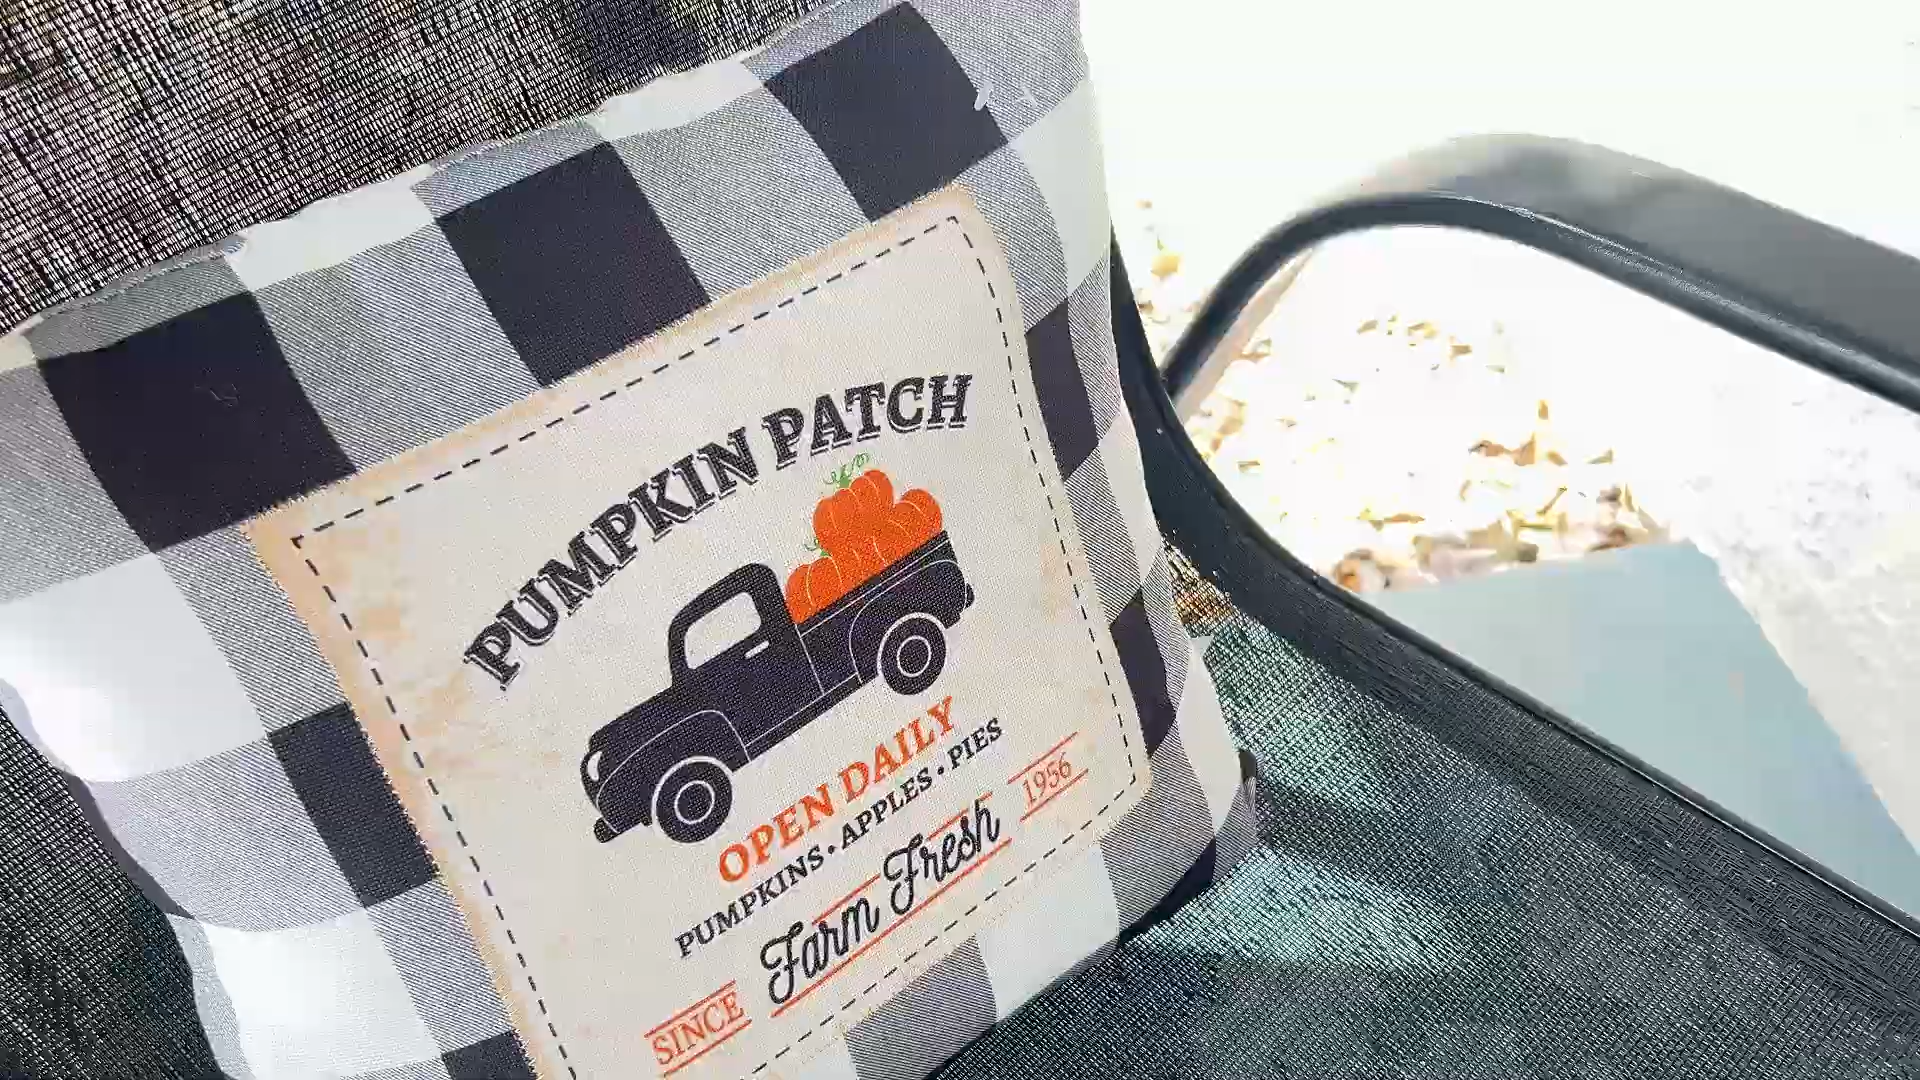 PUMPKIN PATCH
OPEN DAILY
PUMPKINS • APPLES • PIES
SINCE Farm Fresh 1956